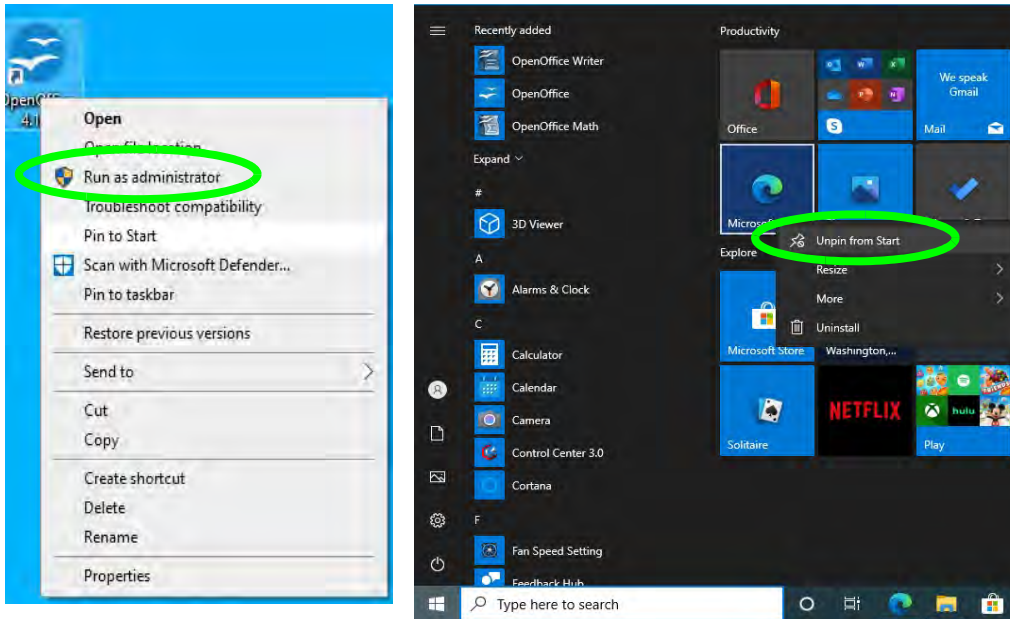 Open
Open file location
Run as administrator
Troubleshoot compatibility
Pin to Start
Scan with Microsoft Defender...
Pin to taskbar
Restore previous versions
Send to
Cut
Copy
Create shortcut
Delete
Rename
Properties
Recently added
OpenOffice Writer
OpenOffice
OpenOffice Math
Expand
#
3D Viewer
A
Alarms & Clock
C
Calculator
Calendar
Camera
Control Center 3.0
Cortana
F
Fan Speed Setting
Feedback Hub
Type here to search
Productivity
Office
We speak
Gmail
Mail
Unpin from Start
Resize
More
Uninstall
Explore
Microsoft Store
Washington,...
Solitaire
NETFLIX
hulu
Play